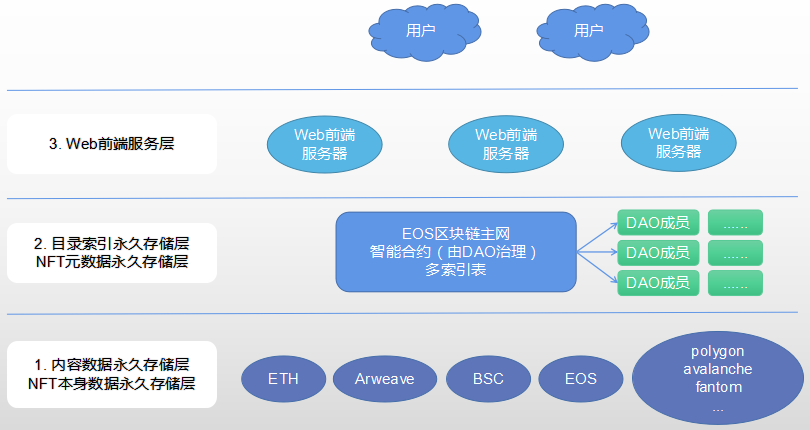 用户
用户
3. Web前端服务层
Web前端
服务器
Web前端
服务器
Web前端
服务器
2. 目录索引永久存储层
NFT元数据永久存储层
EOS区块链主网
智能合约（由DAO治理）
多索引表
DAO成员
......
DAO成员
......
DAO成员
......
1. 内容数据永久存储层
NFT本身数据永久存储层
ETH
Arweave
BSC
EOS
polygon
avalanche
fantom
...